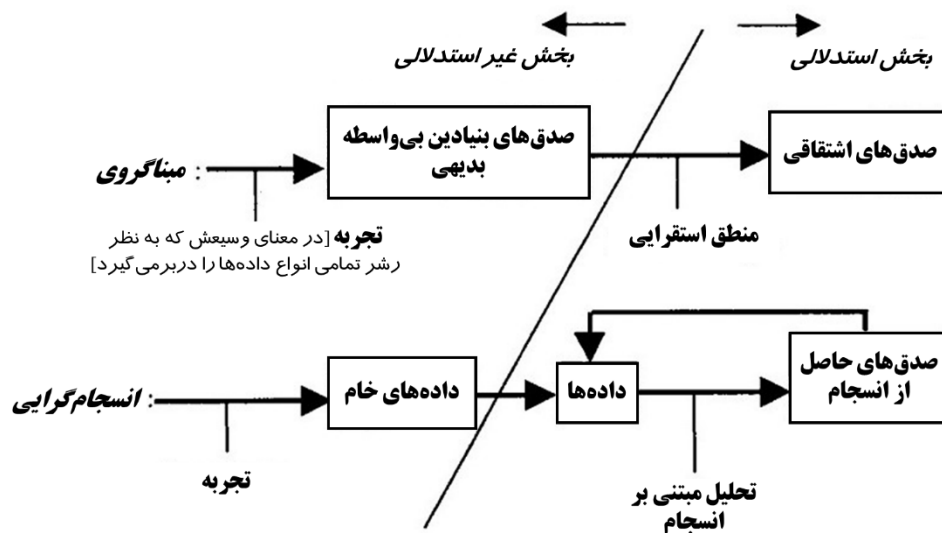 بخش استدلالی
بخش غیر استدلالی
مبناگروی :
صدق‌های بنیادین بی‌واسطه
بدیهی
صدق‌های اشتقاقی
تجربه [در معنای وسیعش که به نظر
رشر تمامی انواع داده‌ها را دربرمی‌گیرد]
منطق استقرایی
انسجام‌گرایی :
داده‌های خام
داده‌ها
صدق‌های حاصل
از انسجام
تجربه
تحلیل مبتنی بر
انسجام